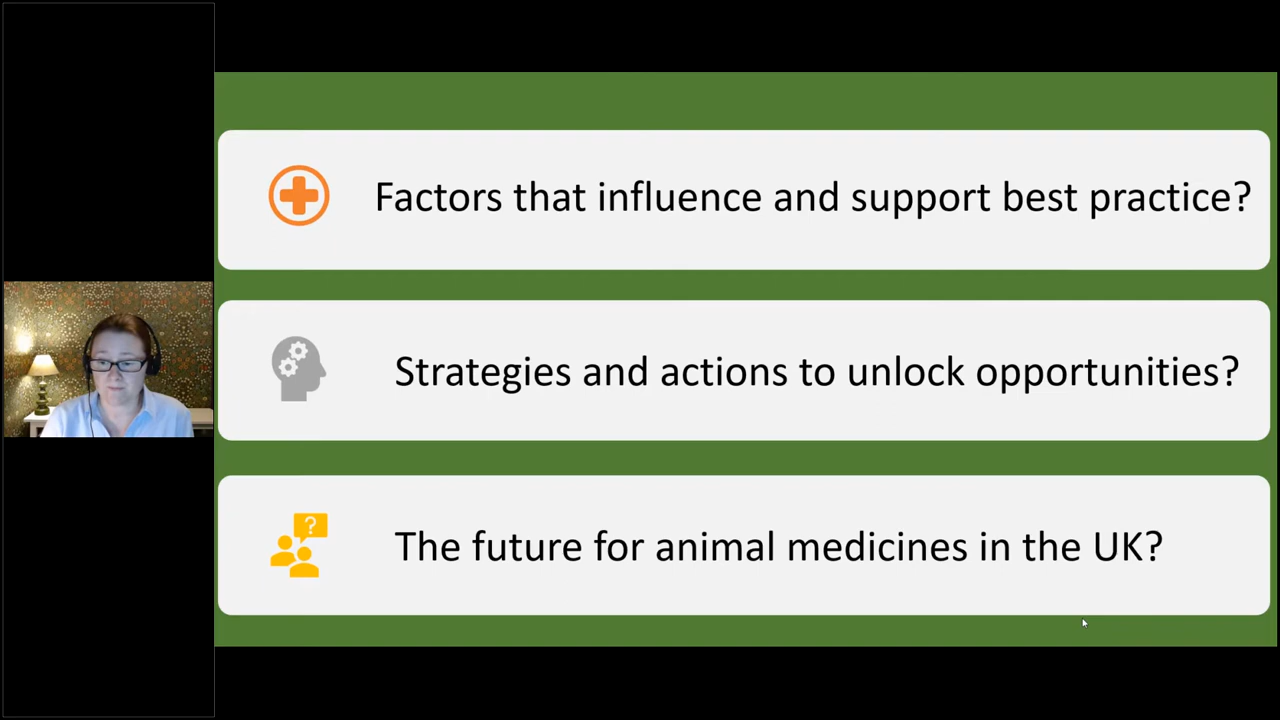 Factors that influence and support best practice?
Strategies and actions to unlock opportunities?
?
The future for animal medicines in the UK?